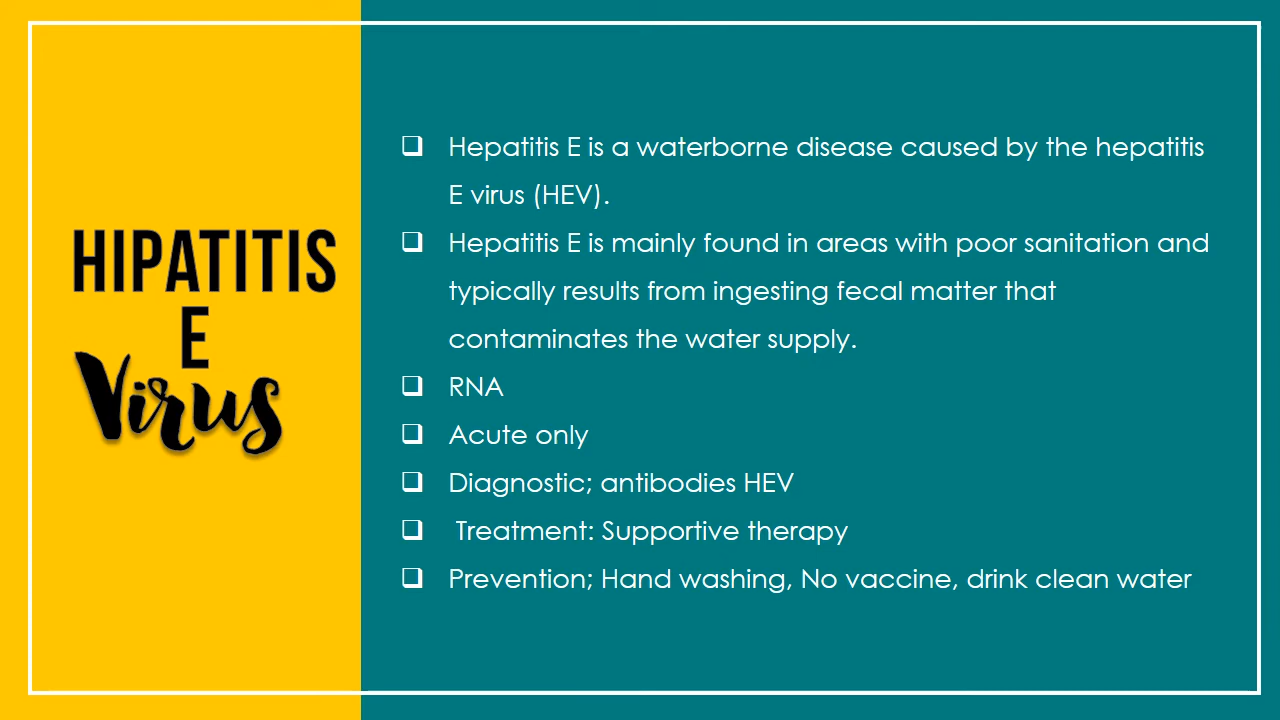 HIPATITIS
E
Virus
❑ Hepatitis E is a waterborne disease caused by the hepatitis
E virus (HEV).
❑ Hepatitis E is mainly found in areas with poor sanitation and
typically results from ingesting fecal matter that
contaminates the water supply.
❑ RNA
❑ Acute only
❑ Diagnostic; antibodies HEV
❑ Treatment: Supportive therapy
❑ Prevention; Hand washing, No vaccine, drink clean water